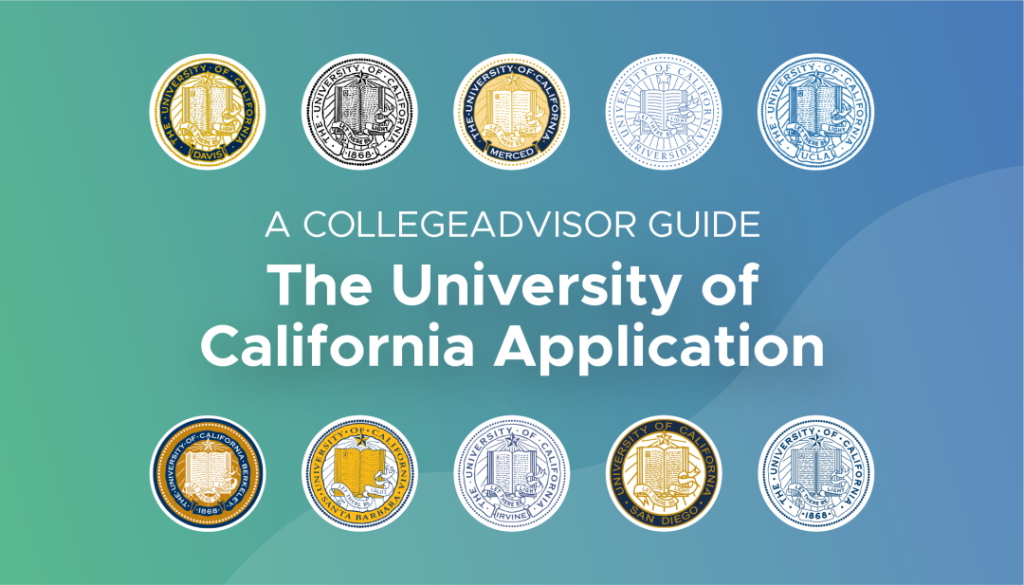 THE·UNIVERSITY·OF·CALIFORNIA·
DAVIS
·THE·UNIVERSITY·OF·CALIFORNIA·
·1868·
·THE·UNIVERSITY·OF·CALIFORNIA·
MERCED
UNIVERSITY OF CALIFORNIA
RIVERSIDE
·THE·UNIVERSITY·OF·CALIFORNIA·
UCLA
A COLLEGEADVISOR GUIDE
The University of
California Application
·THE·UNIVERSITY·OF·CALIFORNIA·BERKELEY·
·1868·
UNIVERSITY·OF·CALIFORNIA
SANTA BARBARA
UNIVERSITY·OF·CALIFORNIA
IRVINE
UNIVERSITY OF CALIFORNIA
SAN DIEGO
·THE·UNIVERSITY·OF·CALIFORNIA·
·1868·